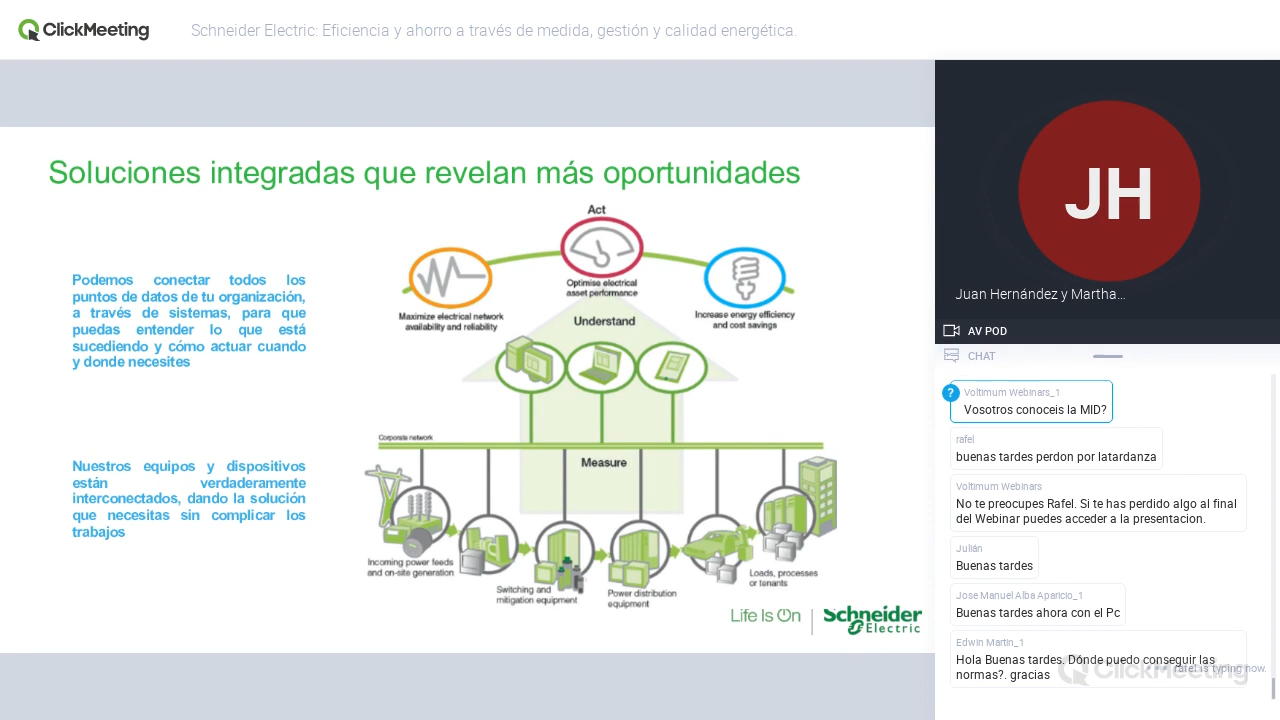 ClickMeeting
Schneider Electric: Eficiencia y ahorro a través de medida, gestión y calidad energética.
Soluciones integradas que revelan más oportunidades
Podemos conectar todos los
puntos de datos de tu organización,
a través de sistemas, para que
puedas entender lo que está
sucediendo y cómo actuar cuando
y donde necesites
Nuestros equipos y dispositivos
están verdaderamente
interconectados, dando la solución
que necesitas sin complicar los
trabajos
Act
Optimise electrical
asset performance
Maximize electrical network
availability and reliability
Increase energy efficiency
and cost savings
Understand
Corporate network
Measure
Incoming power feeds
and on-site generation
Switching and
mitigation equipment
Power distribution
equipment
Loads, processes
or tenants
Life Is On
Schneider
Electric
JH
Juan Hernández y Martha...
AV POD
CHAT
?
Voltimum Webinars_1
Vosotros conoceis la MID?
rafel
buenas tardes perdon por latardanza
Voltimum Webinars
No te preocupes Rafel. Si te has perdido algo al final
del Webinar puedes acceder a la presentacion.
Julián
Buenas tardes
Jose Manuel Alba Aparicio_1
Buenas tardes ahora con el Pc
Edwin Martin_1
Hola Buenas tardes. Dónde puedo conseguir las
normas?. gracias
rafel is typing now.
ClickMeeting